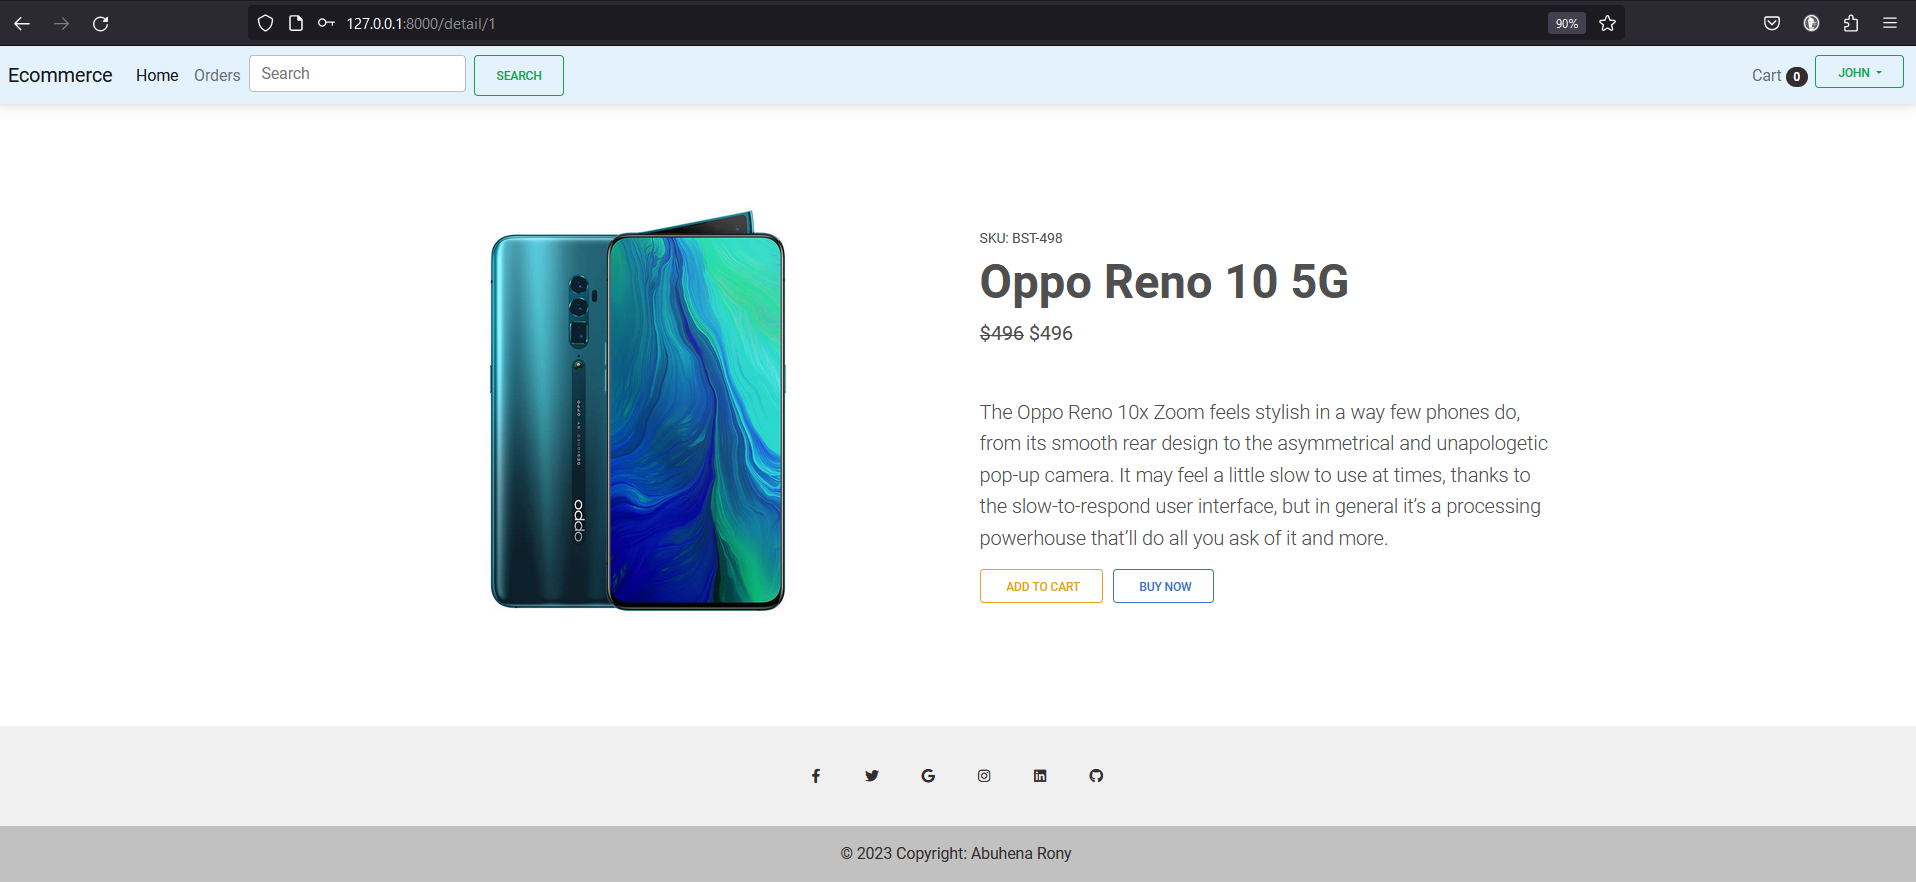 127.0.0.1:8000/detail/1
90%
Ecommerce Home Orders Search SEARCH Cart 0 JOHN
SKU: BST-498
Oppo Reno 10 5G
$496 $496
The Oppo Reno 10x Zoom feels stylish in a way few phones do,
from its smooth rear design to the asymmetrical and unapologetic
pop-up camera. It may feel a little slow to use at times, thanks to
the slow-to-respond user interface, but in general it’s a processing
powerhouse that’ll do all you ask of it and more.
ADD TO CART BUY NOW
oppo
© 2023 Copyright: Abuhena Rony